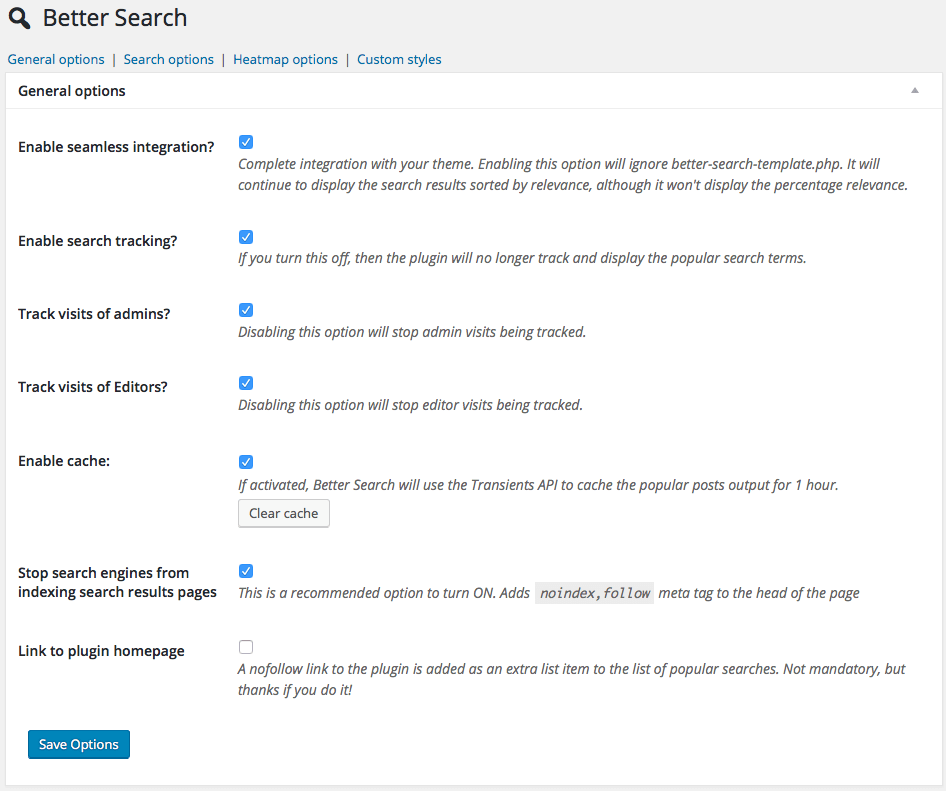 Better Search
General options | Search options | Heatmap options | Custom styles
General options
Enable seamless integration?
Complete integration with your theme. Enabling this option will ignore better-search-template.php. It will
continue to display the search results sorted by relevance, although it won't display the percentage relevance.
Enable search tracking?
If you turn this off, then the plugin will no longer track and display the popular search terms.
Track visits of admins?
Disabling this option will stop admin visits being tracked.
Track visits of Editors?
Disabling this option will stop editor visits being tracked.
Enable cache:
If activated, Better Search will use the Transients API to cache the popular posts output for 1 hour.
Clear cache
Stop search engines from
indexing search results pages
This is a recommended option to turn ON. Adds noindex,follow meta tag to the head of the page
Link to plugin homepage
A nofollow link to the plugin is added as an extra list item to the list of popular searches. Not mandatory, but
thanks if you do it!
Save Options